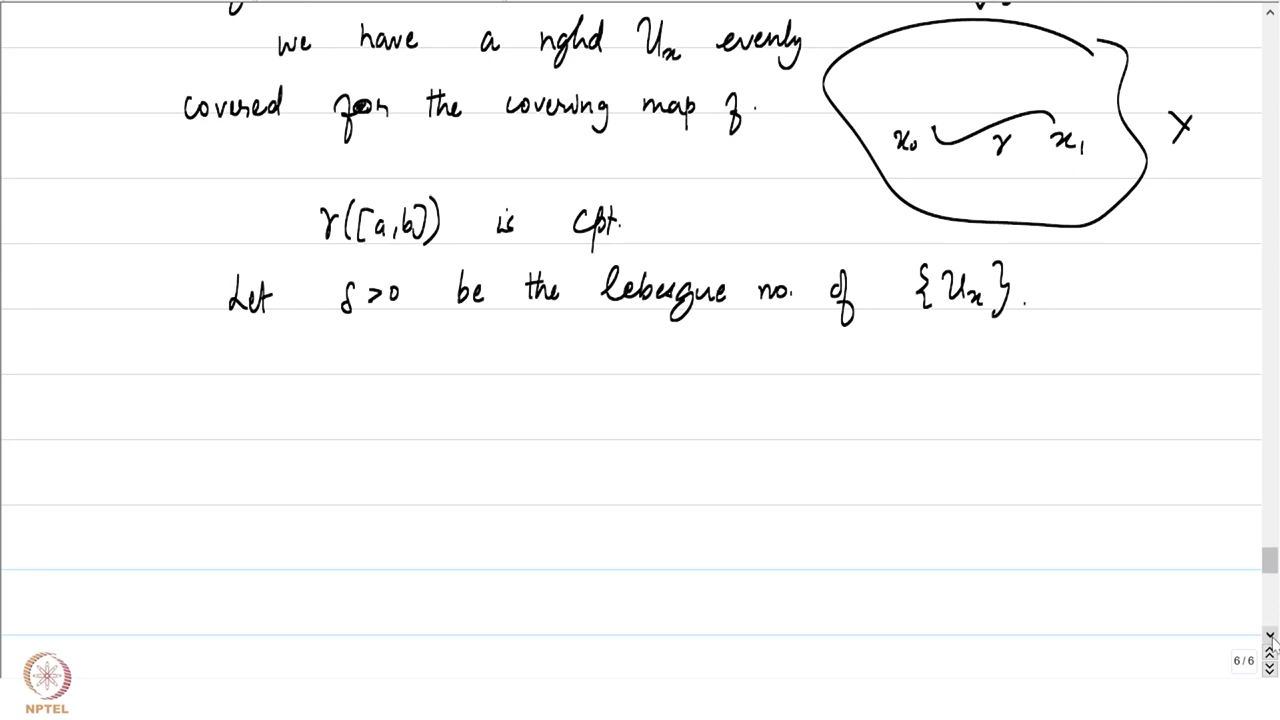 we have a nghd Uₓ evenly
covered for the covering map f.
x₀ γ x₁ X
γ([a,b]) is cpt.
Let δ>0 be the lebesgue no. of {Uₓ}.
6 / 6
NPTEL